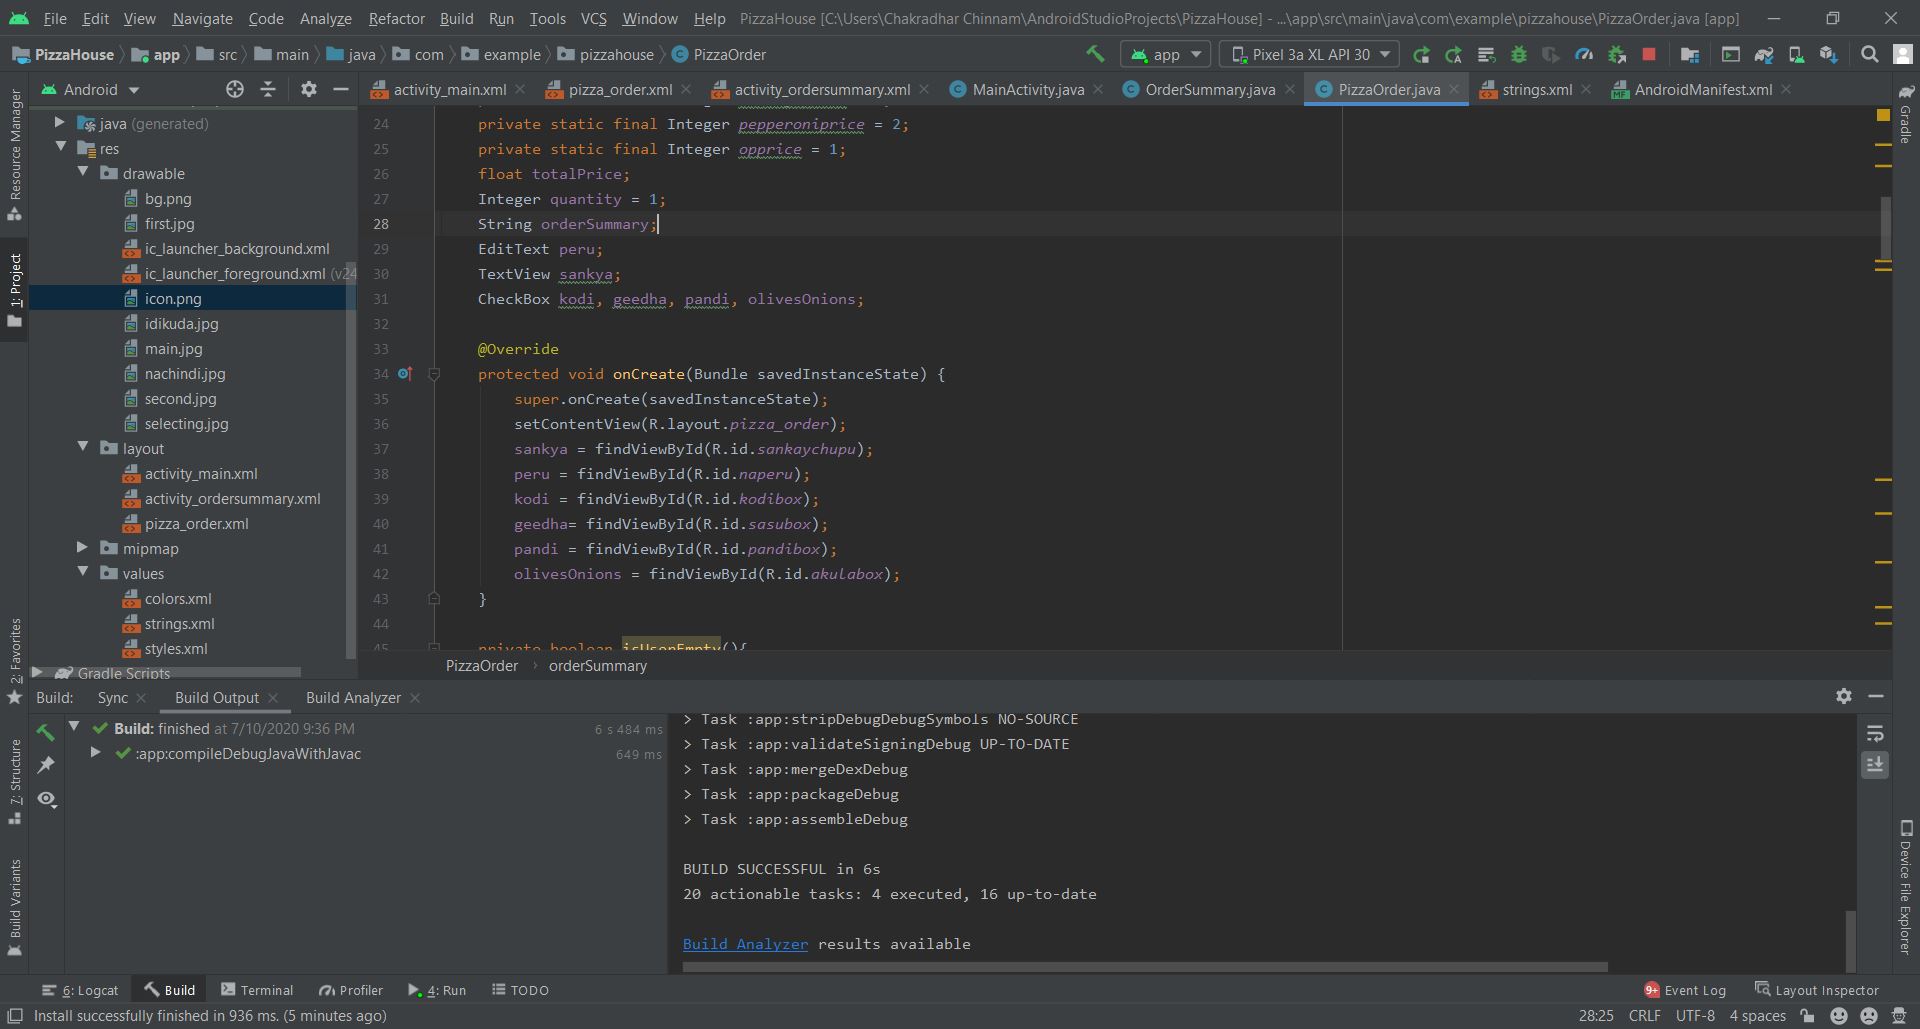 File Edit View Navigate Code Analyze Refactor Build Run Tools VCS Window Help PizzaHouse [C:\Users\Chakradhar Chinnam\AndroidStudioProjects\PizzaHouse] - ...\app\src\main\java\com\example\pizzahouse\PizzaOrder.java [app]
PizzaHouse app src main java com example pizzahouse PizzaOrder app Pixel 3a XL API 30
Android activity_main.xml pizza_order.xml activity_ordersummary.xml MainActivity.java OrderSummary.java PizzaOrder.java strings.xml AndroidManifest.xml
Resource Manager
1: Project
2: Favorites
7: Structure
Build Variants
java (generated)
res
drawable
bg.png
first.jpg
ic_launcher_background.xml
ic_launcher_foreground.xml (v24
icon.png
idikuda.jpg
main.jpg
nachindi.jpg
second.jpg
selecting.jpg
layout
activity_main.xml
activity_ordersummary.xml
pizza_order.xml
mipmap
values
colors.xml
strings.xml
styles.xml
Gradle Scripts
24 private static final Integer pepperoniprice = 2;
25 private static final Integer opprice = 1;
26 float totalPrice;
27 Integer quantity = 1;
28 String orderSummary;
29 EditText peru;
30 TextView sankya;
31 CheckBox kodi, geedha, pandi, olivesOnions;
32
33 @Override
34 protected void onCreate(Bundle savedInstanceState) {
35 super.onCreate(savedInstanceState);
36 setContentView(R.layout.pizza_order);
37 sankya = findViewById(R.id.sankaychupu);
38 peru = findViewById(R.id.naperu);
39 kodi = findViewById(R.id.kodibox);
40 geedha= findViewById(R.id.sasubox);
41 pandi = findViewById(R.id.pandibox);
42 olivesOnions = findViewById(R.id.akulabox);
43 }
44
45 private boolean isUserEmpty(){
PizzaOrder › orderSummary
Gradle
Device File Explorer
Build: Sync Build Output Build Analyzer
Build: finished at 7/10/2020 9:36 PM 6 s 484 ms
:app:compileDebugJavaWithJavac 649 ms
> Task :app:stripDebugDebugSymbols NO-SOURCE
> Task :app:validateSigningDebug UP-TO-DATE
> Task :app:mergeDexDebug
> Task :app:packageDebug
> Task :app:assembleDebug
BUILD SUCCESSFUL in 6s
20 actionable tasks: 4 executed, 16 up-to-date
Build Analyzer results available
6: Logcat Build Terminal Profiler 4: Run TODO 9+ Event Log Layout Inspector
Install successfully finished in 936 ms. (5 minutes ago) 28:25 CRLF UTF-8 4 spaces